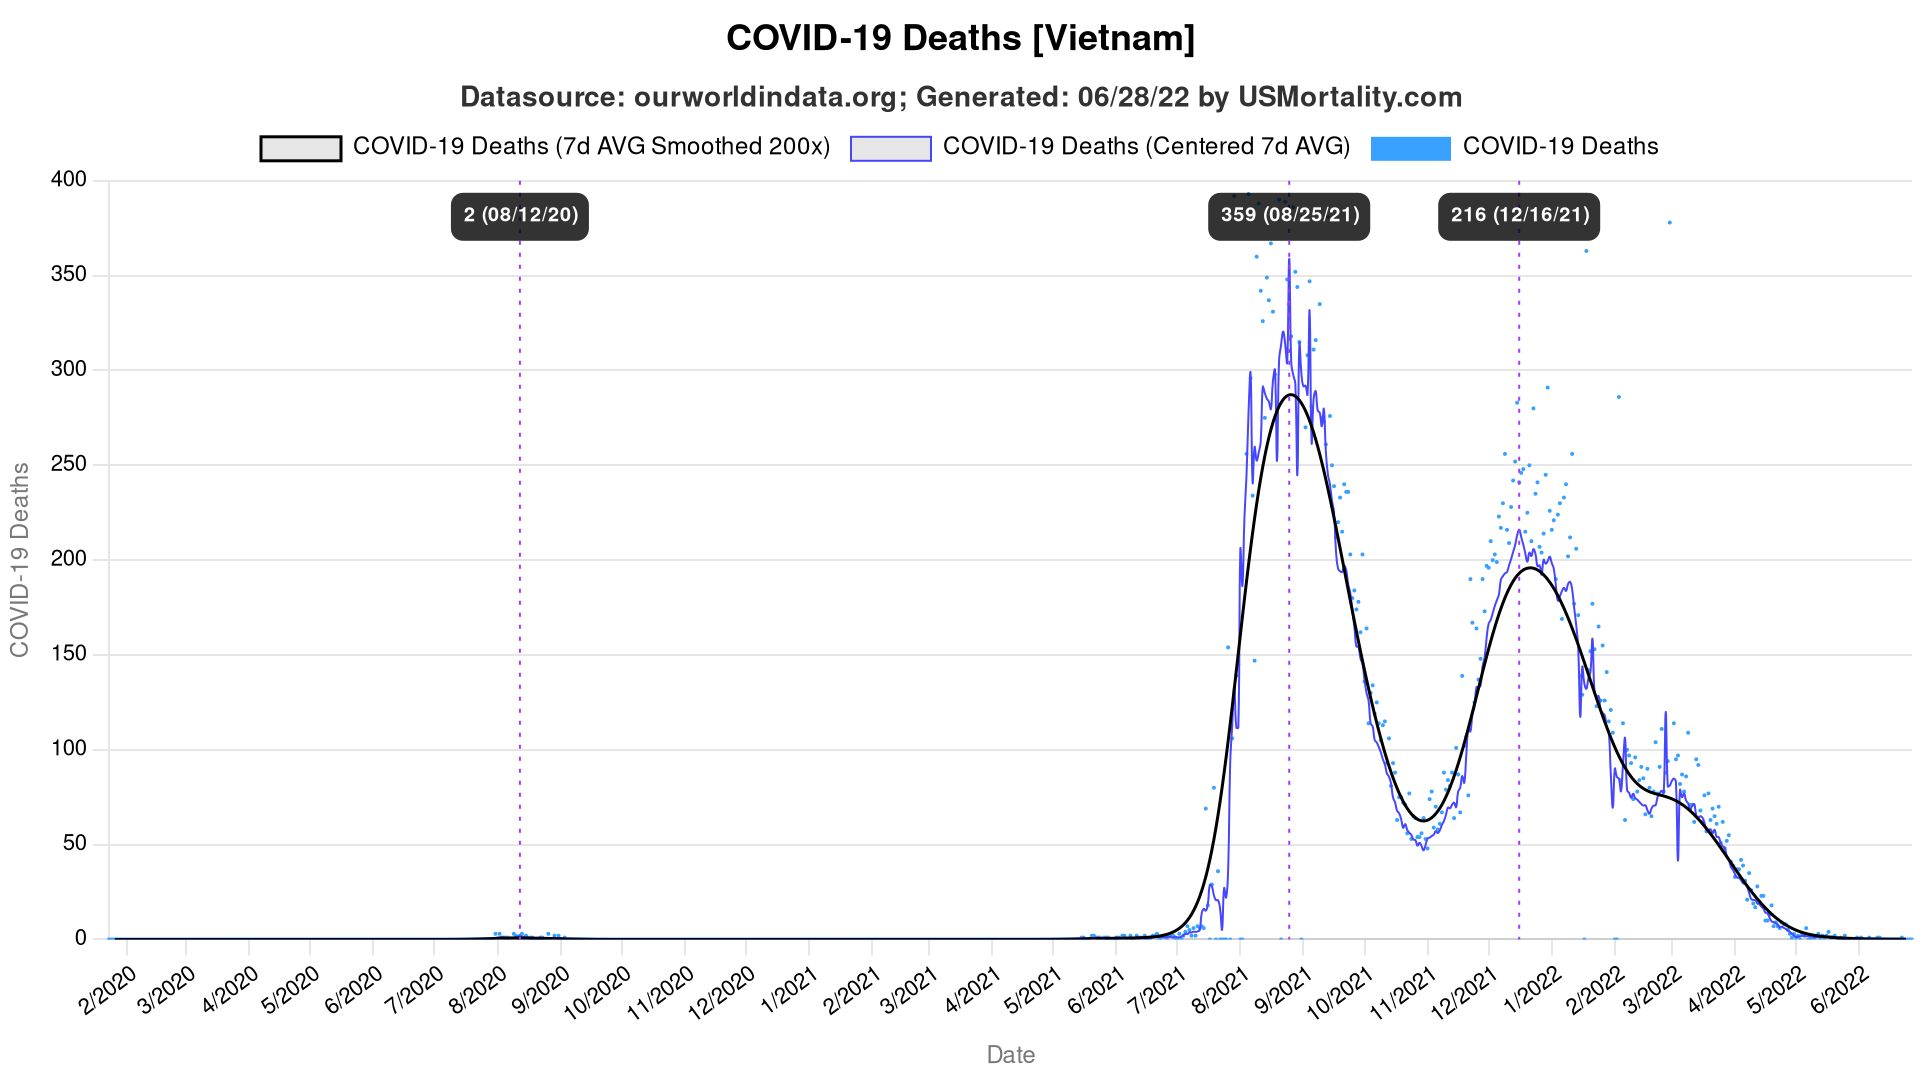 COVID-19 Deaths [Vietnam]
Datasource: ourworldindata.org; Generated: 06/28/22 by USMortality.com
COVID-19 Deaths (7d AVG Smoothed 200x) COVID-19 Deaths (Centered 7d AVG) COVID-19 Deaths
400
2 (08/12/20) 359 (08/25/21) 216 (12/16/21)
350
300
250
200
150
100
50
0
COVID-19 Deaths
2/2020 3/2020 4/2020 5/2020 6/2020 7/2020 8/2020 9/2020 10/2020 11/2020 12/2020 1/2021 2/2021 3/2021 4/2021 5/2021 6/2021 7/2021 8/2021 9/2021 10/2021 11/2021 12/2021 1/2022 2/2022 3/2022 4/2022 5/2022 6/2022
Date